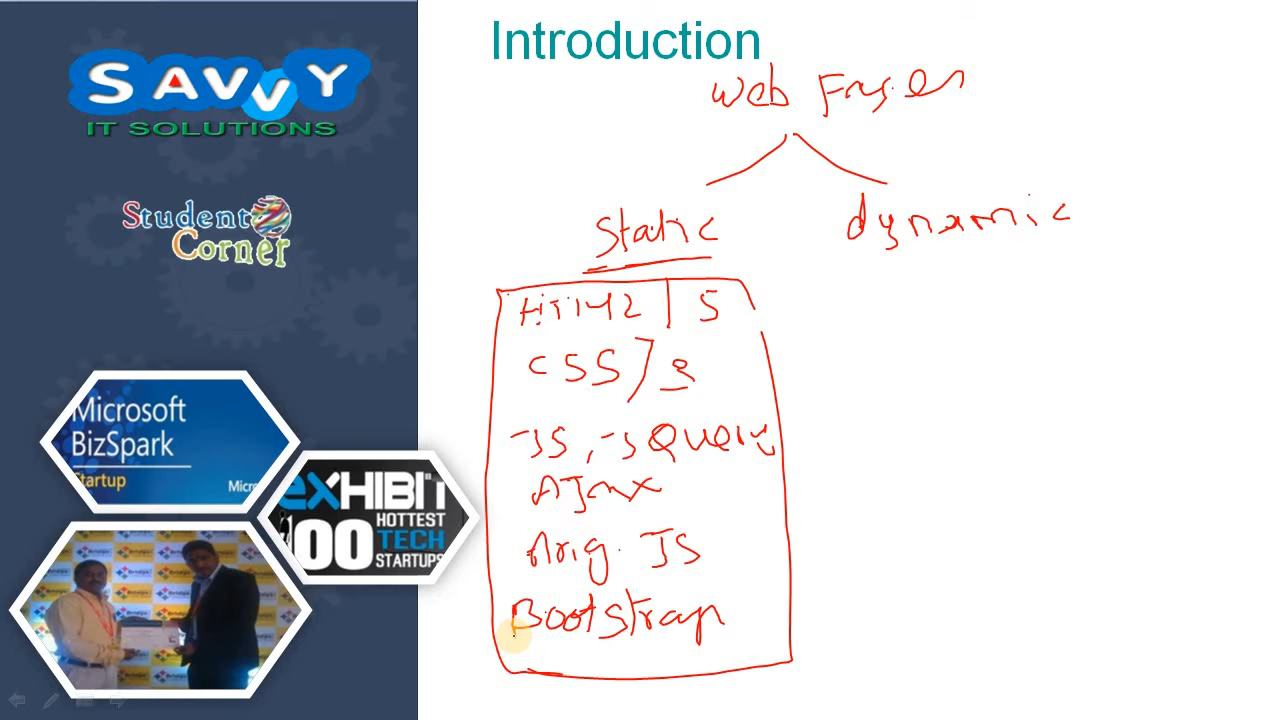 SAVVY
IT SOLUTIONS
Student
Corner
Microsoft
BizSpark
Startup
Micro
EXHIBIT
100
HOTTEST
TECH
STARTUPS
Introduction
Web Pages
Static
dynamic
HTML | 5
CSS / 3
JS, JQuery
AJax
Ang. JS
Bootstrap